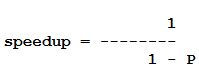 1
speedup = --------
1 - P